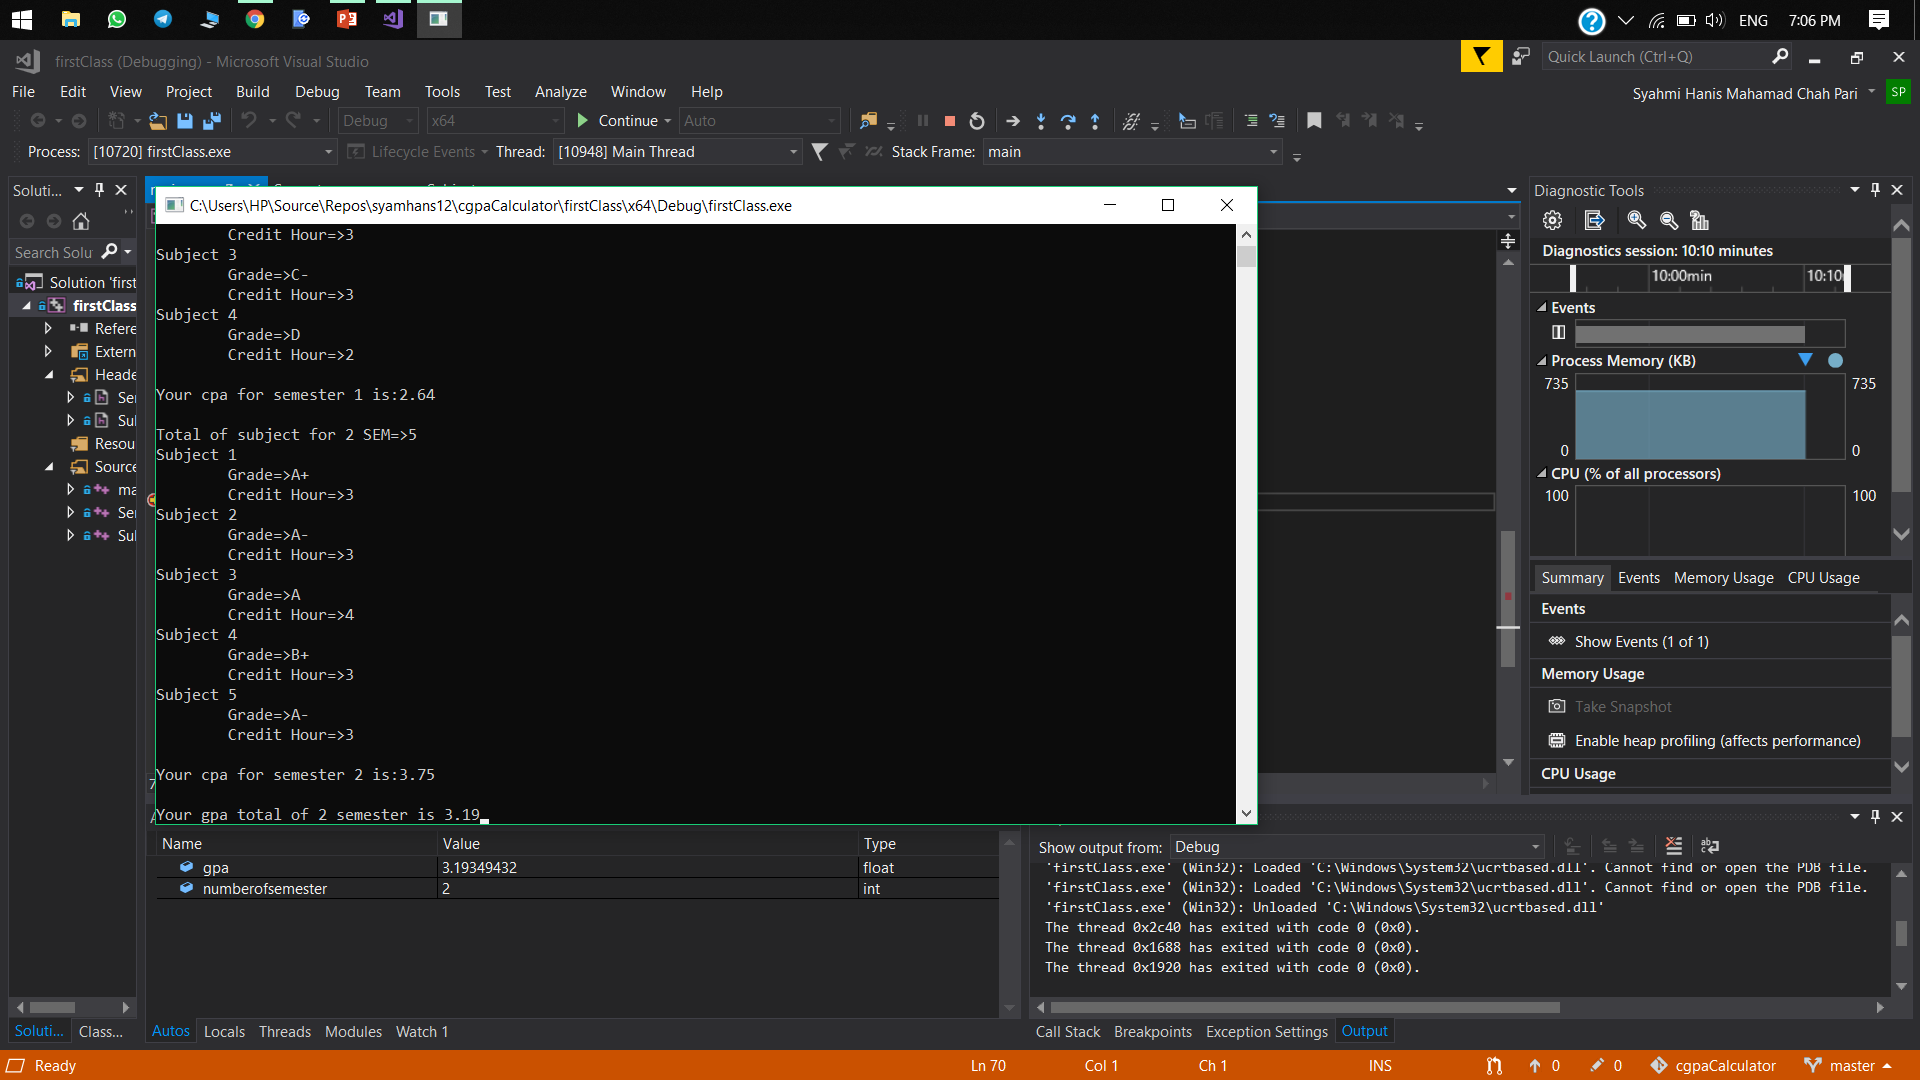 ENG
7:06 PM
firstClass (Debugging) - Microsoft Visual Studio
Quick Launch (Ctrl+Q)
File Edit View Project Build Debug Team Tools Test Analyze Window Help
Syahmi Hanis Mahamad Chah Pari
SP
Debug x64 Continue Auto
Process: [10720] firstClass.exe Lifecycle Events Thread: [10948] Main Thread Stack Frame: main
Soluti...
Search Solu
Solution 'first
firstClass
Refere
Extern
Heade
Se
Sul
Resou
Source
ma
Se
Sul
Soluti... Class...
C:\Users\HP\Source\Repos\syamhans12\cgpaCalculator\firstClass\x64\Debug\firstClass.exe
Credit Hour=>3
Subject 3
Grade=>C-
Credit Hour=>3
Subject 4
Grade=>D
Credit Hour=>2
Your cpa for semester 1 is:2.64
Total of subject for 2 SEM=>5
Subject 1
Grade=>A+
Credit Hour=>3
Subject 2
Grade=>A-
Credit Hour=>3
Subject 3
Grade=>A
Credit Hour=>4
Subject 4
Grade=>B+
Credit Hour=>3
Subject 5
Grade=>A-
Credit Hour=>3
Your cpa for semester 2 is:3.75
Your gpa total of 2 semester is 3.19
Name Value Type
gpa 3.19349432 float
numberofsemester 2 int
Autos Locals Threads Modules Watch 1
Diagnostic Tools
Diagnostics session: 10:10 minutes
10:00min 10:10
Events
Process Memory (KB)
735 735
0 0
CPU (% of all processors)
100 100
Summary Events Memory Usage CPU Usage
Events
Show Events (1 of 1)
Memory Usage
Take Snapshot
Enable heap profiling (affects performance)
CPU Usage
Show output from: Debug
'firstClass.exe' (Win32): Loaded 'C:\Windows\System32\ucrtbased.dll'. Cannot find or open the PDB file.
'firstClass.exe' (Win32): Loaded 'C:\Windows\System32\ucrtbased.dll'. Cannot find or open the PDB file.
'firstClass.exe' (Win32): Unloaded 'C:\Windows\System32\ucrtbased.dll'
The thread 0x2c40 has exited with code 0 (0x0).
The thread 0x1688 has exited with code 0 (0x0).
The thread 0x1920 has exited with code 0 (0x0).
Call Stack Breakpoints Exception Settings Output
Ready Ln 70 Col 1 Ch 1 INS 0 0 cgpaCalculator master